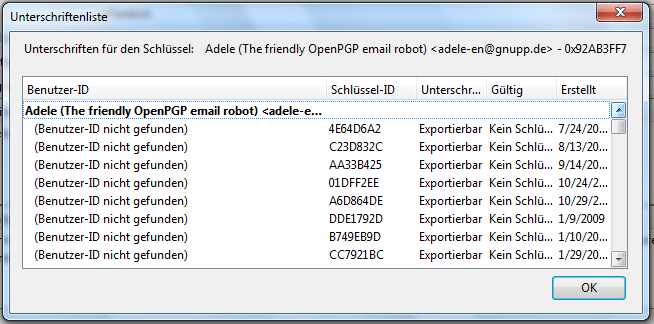 Unterschriftenliste
Unterschriften für den Schlüssel: Adele (The friendly OpenPGP email robot) <adele-en@gnupp.de> - 0x92AB3FF7
Benutzer-ID Schlüssel-ID Unterschr... Gültig Erstellt
Adele (The friendly OpenPGP email robot) <adele-e...
(Benutzer-ID nicht gefunden) 4E64D6A2 Exportierbar Kein Schlü... 7/24/20...
(Benutzer-ID nicht gefunden) C23D832C Exportierbar Kein Schlü... 8/13/20...
(Benutzer-ID nicht gefunden) AA33B425 Exportierbar Kein Schlü... 9/14/20...
(Benutzer-ID nicht gefunden) 01DFF2EE Exportierbar Kein Schlü... 10/24/2...
(Benutzer-ID nicht gefunden) A6D864DE Exportierbar Kein Schlü... 10/29/2...
(Benutzer-ID nicht gefunden) DDE1792D Exportierbar Kein Schlü... 1/9/2009
(Benutzer-ID nicht gefunden) B749EB9D Exportierbar Kein Schlü... 1/10/20...
(Benutzer-ID nicht gefunden) CC7921BC Exportierbar Kein Schlü... 1/29/20...
OK